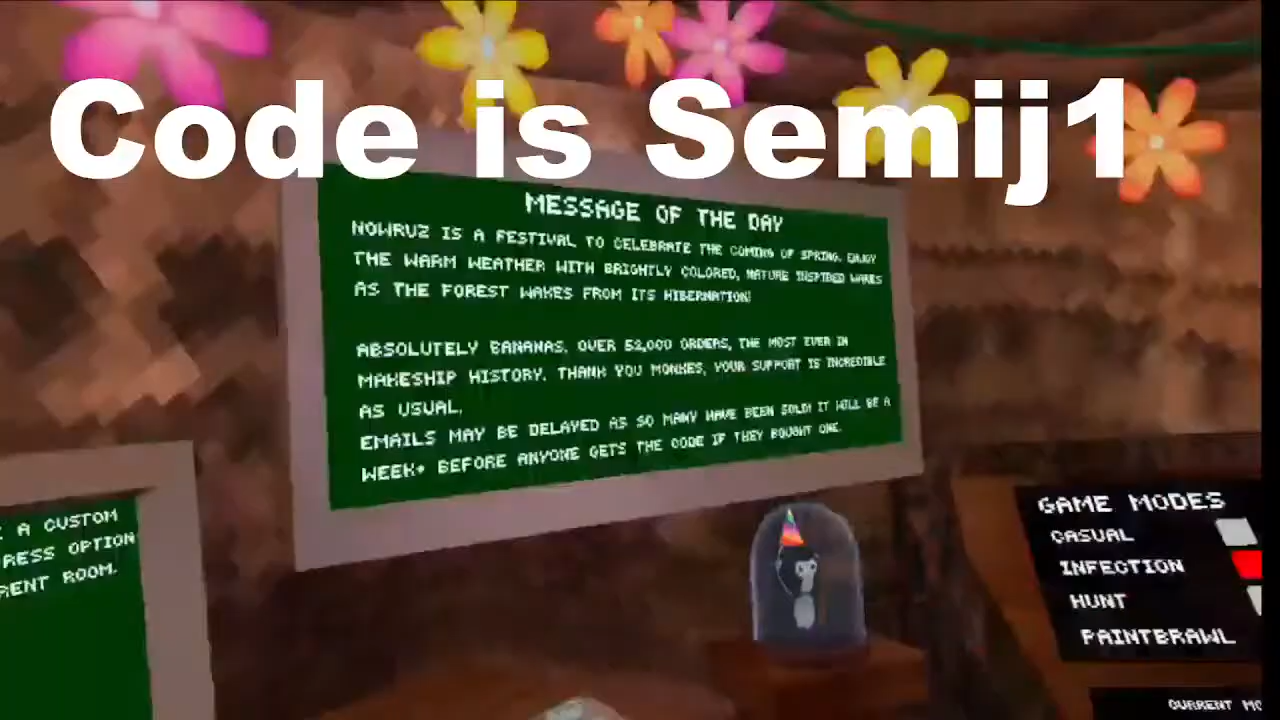 Code is Semij1
MESSAGE OF THE DAY
NOWRUZ IS A FESTIVAL TO CELEBRATE THE COMING OF SPRING. ENJOY
THE WARM WEATHER WITH BRIGHTLY COLORED, NATURE INSPIRED WARES
AS THE FOREST WAKES FROM ITS HIBERNATION!
ABSOLUTELY BANANAS. OVER 52,000 ORDERS, THE MOST EVER IN
MAKESHIP HISTORY. THANK YOU MONKES, YOUR SUPPORT IS INCREDIBLE
AS USUAL.
EMAILS MAY BE DELAYED AS SO MANY HAVE BEEN SOLD! IT WILL BE A
WEEK+ BEFORE ANYONE GETS THE CODE IF THEY BOUGHT ONE.
E A CUSTOM
RESS OPTION
RENT ROOM.
GAME MODES
CASUAL
INFECTION
HUNT
PAINTBRAWL
CURRENT MO